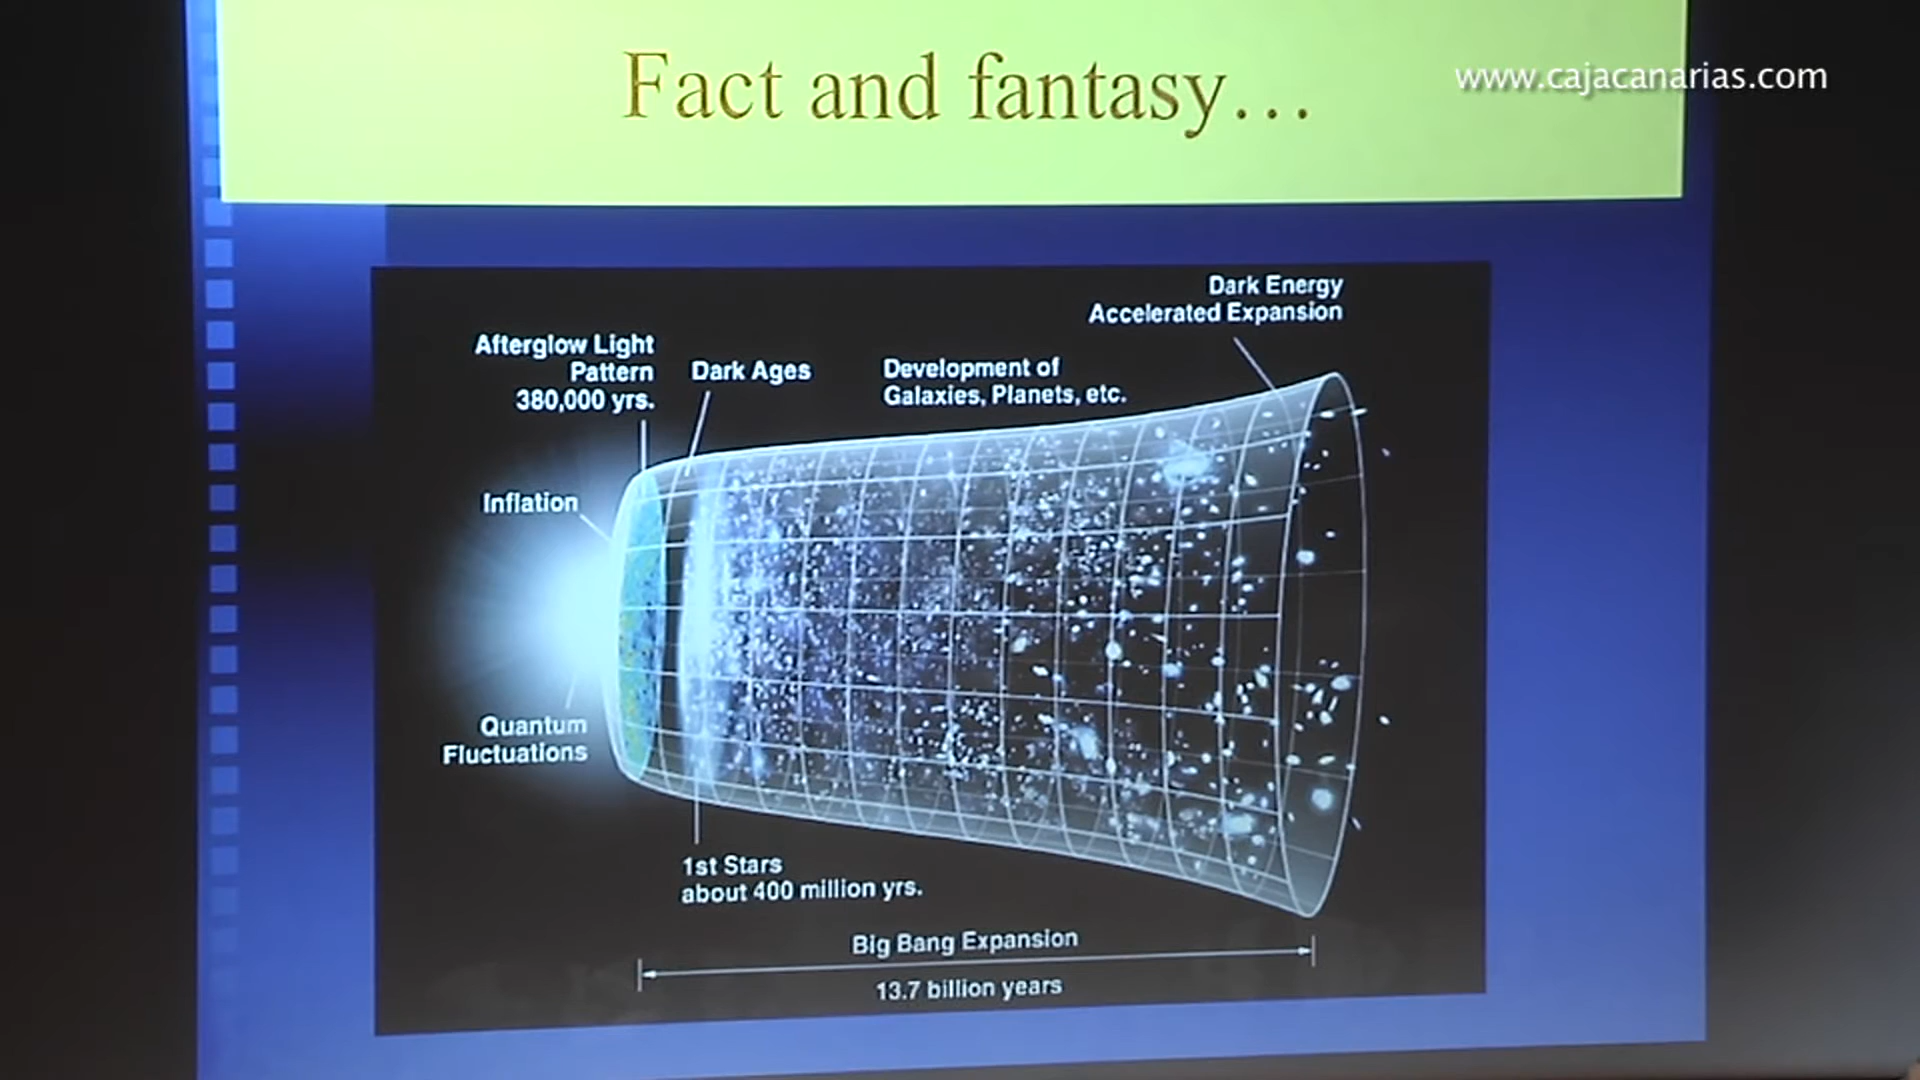 Fact and fantasy...
www.cajacanarias.com
Dark Energy
Accelerated Expansion
Afterglow Light
Pattern
380,000 yrs.
Dark Ages
Development of
Galaxies, Planets, etc.
Inflation
Quantum
Fluctuations
1st Stars
about 400 million yrs.
Big Bang Expansion
13.7 billion years